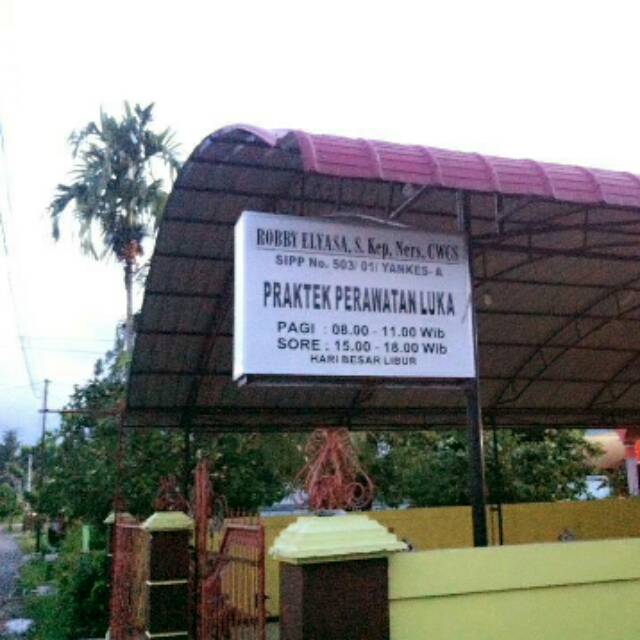 ROBBY ELYASA, S. Kep, Ners, CWCS
SIPP No. 503/ 01/ YANKES- A
PRAKTEK PERAWATAN LUKA
PAGI : 08.00 - 11.00 Wib
SORE : 15.00 - 18.00 Wib
HARI BESAR LIBUR